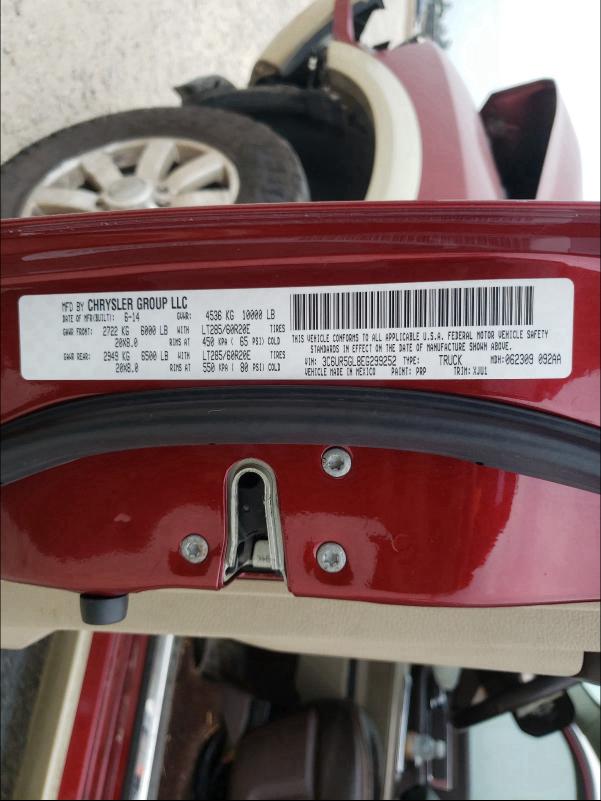 MFD BY CHRYSLER GROUP LLC
DATE OF MFR(BUILT): 6-14 GVWR: 4536 KG 10000 LB
GAWR FRONT: 2722 KG 6000 LB WITH LT285/60R20E TIRES
20X8.0 RIMS AT 450 KPA ( 65 PSI) COLD
GAWR REAR: 2949 KG 6500 LB WITH LT285/60R20E TIRES
20X8.0 RIMS AT 550 KPA ( 80 PSI) COLD
THIS VEHICLE CONFORMS TO ALL APPLICABLE U.S.A. FEDERAL MOTOR VEHICLE SAFETY
STANDARDS IN EFFECT ON THE DATE OF MANUFACTURE SHOWN ABOVE.
VIN: 3C6UR5GL8EG299252 TYPE: TRUCK MDH: 062309 092AA
VEHICLE MADE IN MEXICO PAINT: PRP TRIM: XJU1